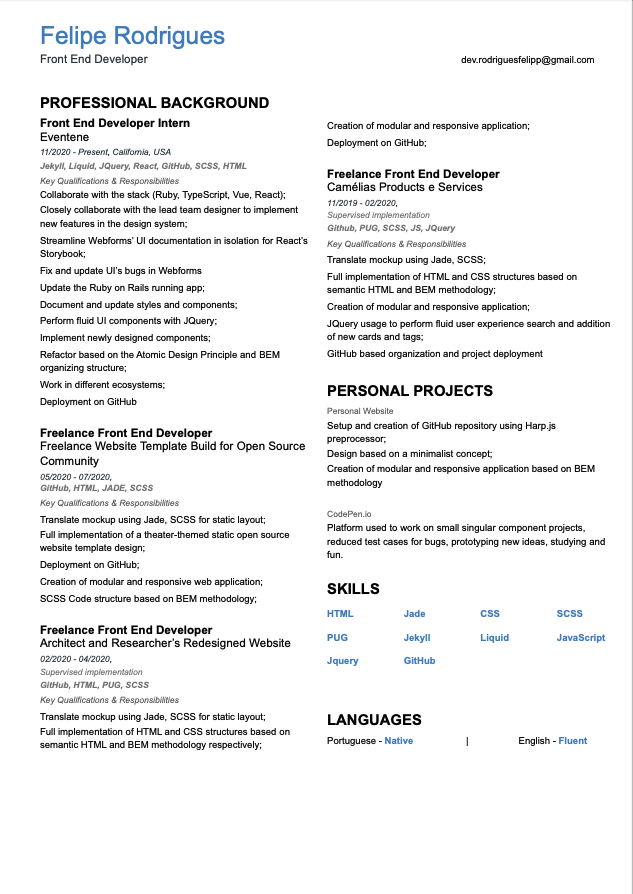 Felipe Rodrigues
Front End Developer
dev.rodriguesfelipp@gmail.com
PROFESSIONAL BACKGROUND
Front End Developer Intern
Eventene
11/2020 - Present, California, USA
Jekyll, Liquid, JQuery, React, GitHub, SCSS, HTML
Key Qualifications & Responsibilities
Collaborate with the stack (Ruby, TypeScript, Vue, React);
Closely collaborate with the lead team designer to implement
new features in the design system;
Streamline Webforms' UI documentation in isolation for React's
Storybook;
Fix and update UI's bugs in Webforms
Update the Ruby on Rails running app;
Document and update styles and components;
Perform fluid UI components with JQuery;
Implement newly designed components;
Refactor based on the Atomic Design Principle and BEM
organizing structure;
Work in different ecosystems;
Deployment on GitHub
Freelance Front End Developer
Freelance Website Template Build for Open Source
Community
05/2020 - 07/2020,
GitHub, HTML, JADE, SCSS
Key Qualifications & Responsibilities
Translate mockup using Jade, SCSS for static layout;
Full implementation of a theater-themed static open source
website template design;
Deployment on GitHub;
Creation of modular and responsive web application;
SCSS Code structure based on BEM methodology;
Freelance Front End Developer
Architect and Researcher's Redesigned Website
02/2020 - 04/2020,
Supervised implementation
GitHub, HTML, PUG, SCSS
Key Qualifications & Responsibilities
Translate mockup using Jade, SCSS for static layout;
Full implementation of HTML and CSS structures based on
semantic HTML and BEM methodology respectively;
Creation of modular and responsive application;
Deployment on GitHub;
Freelance Front End Developer
Camélias Products e Services
11/2019 - 02/2020,
Supervised implementation
Github, PUG, SCSS, JS, JQuery
Key Qualifications & Responsibilities
Translate mockup using Jade, SCSS;
Full implementation of HTML and CSS structures based on
semantic HTML and BEM methodology;
Creation of modular and responsive application;
JQuery usage to perform fluid user experience search and addition
of new cards and tags;
GitHub based organization and project deployment
PERSONAL PROJECTS
Personal Website
Setup and creation of GitHub repository using Harp.js
preprocessor;
Design based on a minimalist concept;
Creation of modular and responsive application based on BEM
methodology
CodePen.io
Platform used to work on small singular component projects,
reduced test cases for bugs, prototyping new ideas, studying and
fun.
SKILLS
HTML Jade CSS SCSS
PUG Jekyll Liquid JavaScript
Jquery GitHub
LANGUAGES
Portuguese - Native | English - Fluent